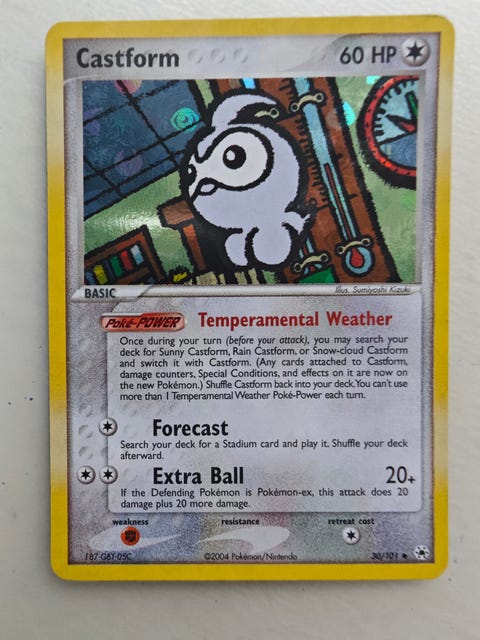 Castform 60 HP
BASIC
Illus. Sumiyoshi Kizuki
Poké-POWER Temperamental Weather
Once during your turn (before your attack), you may search your
deck for Sunny Castform, Rain Castform, or Snow-cloud Castform
and switch it with Castform. (Any cards attached to Castform,
damage counters, Special Conditions, and effects on it are now on
the new Pokémon.) Shuffle Castform back into your deck. You can't use
more than 1 Temperamental Weather Poké-Power each turn.
Forecast
Search your deck for a Stadium card and play it. Shuffle your deck
afterward.
Extra Ball 20+
If the Defending Pokémon is Pokémon-ex, this attack does 20
damage plus 20 more damage.
weakness resistance retreat cost
©2004 Pokémon/Nintendo 30/101